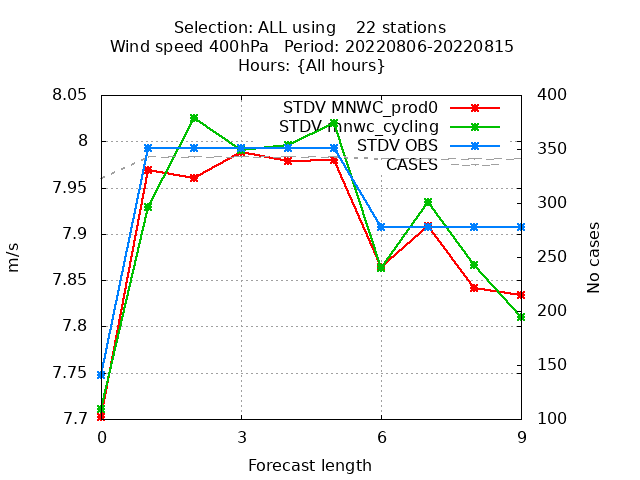 Selection: ALL using    22 stations
Wind speed 400hPa   Period: 20220806-20220815
Hours: {All hours}
8.05
8
7.95
7.9
7.85
7.8
7.75
7.7
400
350
300
250
200
150
100
STDV MNWC_prod0
STDV mnwc_cycling
STDV OBS
CASES
m/s
No cases
0 3 6 9
Forecast length